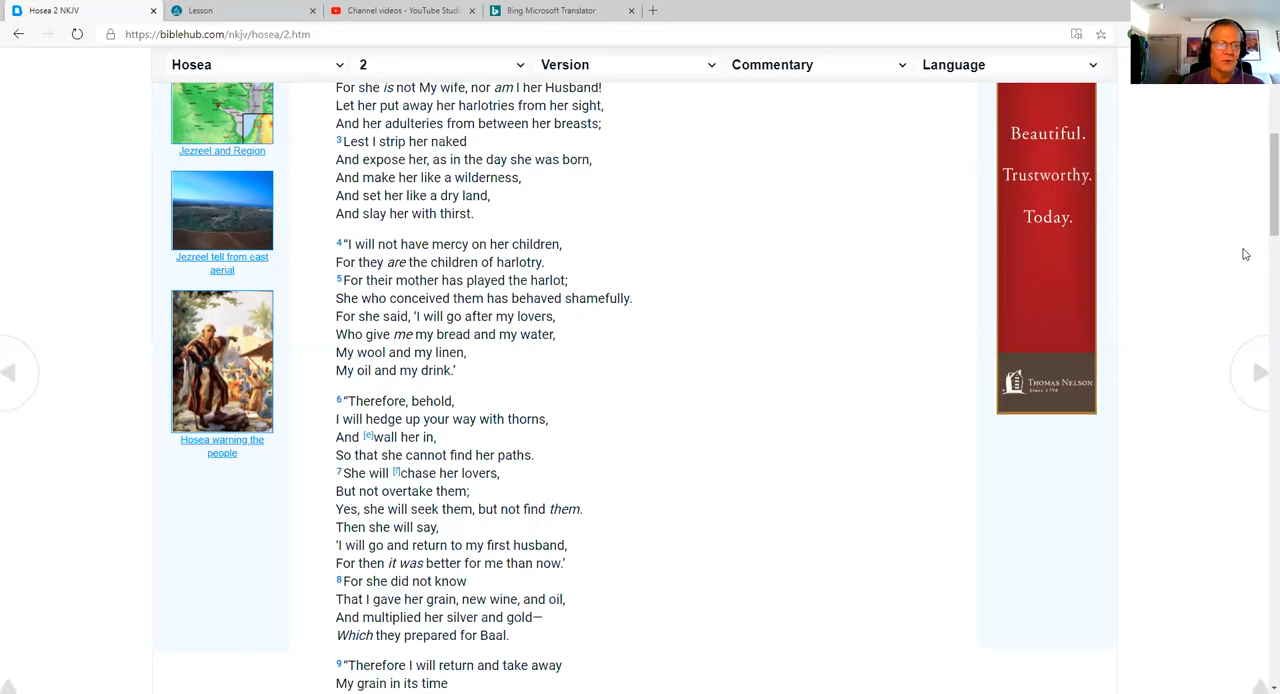 Hosea 2 NKJV
Lesson
Channel videos - YouTube Studi
Bing Microsoft Translator
https://biblehub.com/nkjv/hosea/2.htm
Hosea
2
Version
Commentary
Language
Jezreel and Region
Jezreel tell from east
aerial
Hosea warning the
people
For she is not My wife, nor am I her Husband!
Let her put away her harlotries from her sight,
And her adulteries from between her breasts;
3 Lest I strip her naked
And expose her, as in the day she was born,
And make her like a wilderness,
And set her like a dry land,
And slay her with thirst.
4 “I will not have mercy on her children,
For they are the children of harlotry.
5 For their mother has played the harlot;
She who conceived them has behaved shamefully.
For she said, ‘I will go after my lovers,
Who give me my bread and my water,
My wool and my linen,
My oil and my drink.’
6 “Therefore, behold,
I will hedge up your way with thorns,
And [e]wall her in,
So that she cannot find her paths.
7 She will [f]chase her lovers,
But not overtake them;
Yes, she will seek them, but not find them.
Then she will say,
‘I will go and return to my first husband,
For then it was better for me than now.’
8 For she did not know
That I gave her grain, new wine, and oil,
And multiplied her silver and gold—
Which they prepared for Baal.
9 “Therefore I will return and take away
My grain in its time
Beautiful.
Trustworthy.
Today.
THOMAS NELSON
Since 1798